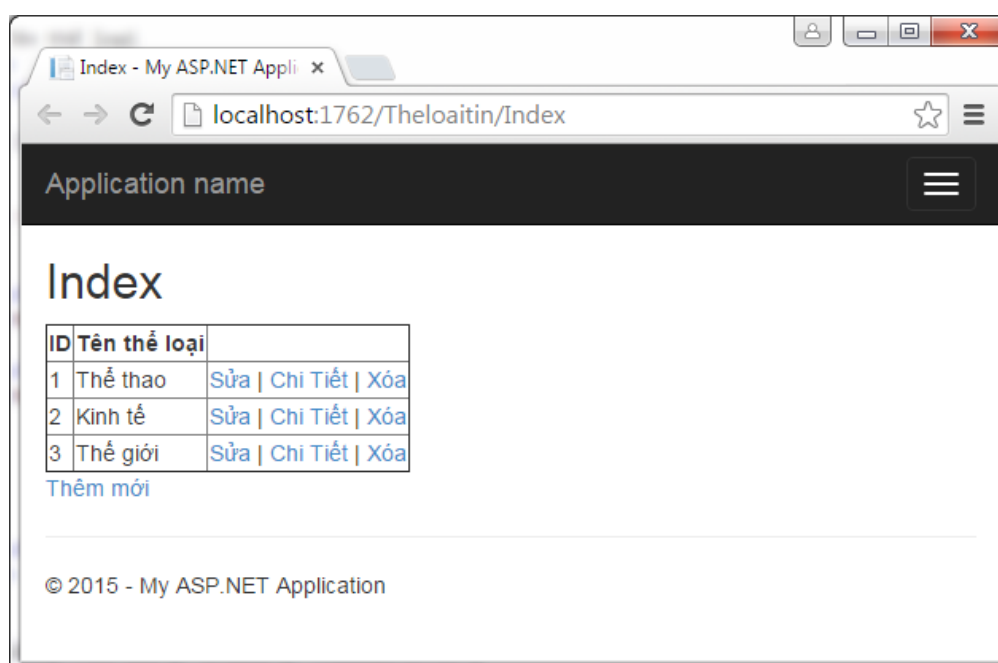 Index - My ASP.NET Appli
localhost:1762/Theloaitin/Index
Application name
Index
ID Tên thể loại
1 Thể thao Sửa | Chi Tiết | Xóa
2 Kinh tế Sửa | Chi Tiết | Xóa
3 Thế giới Sửa | Chi Tiết | Xóa
Thêm mới
© 2015 - My ASP.NET Application